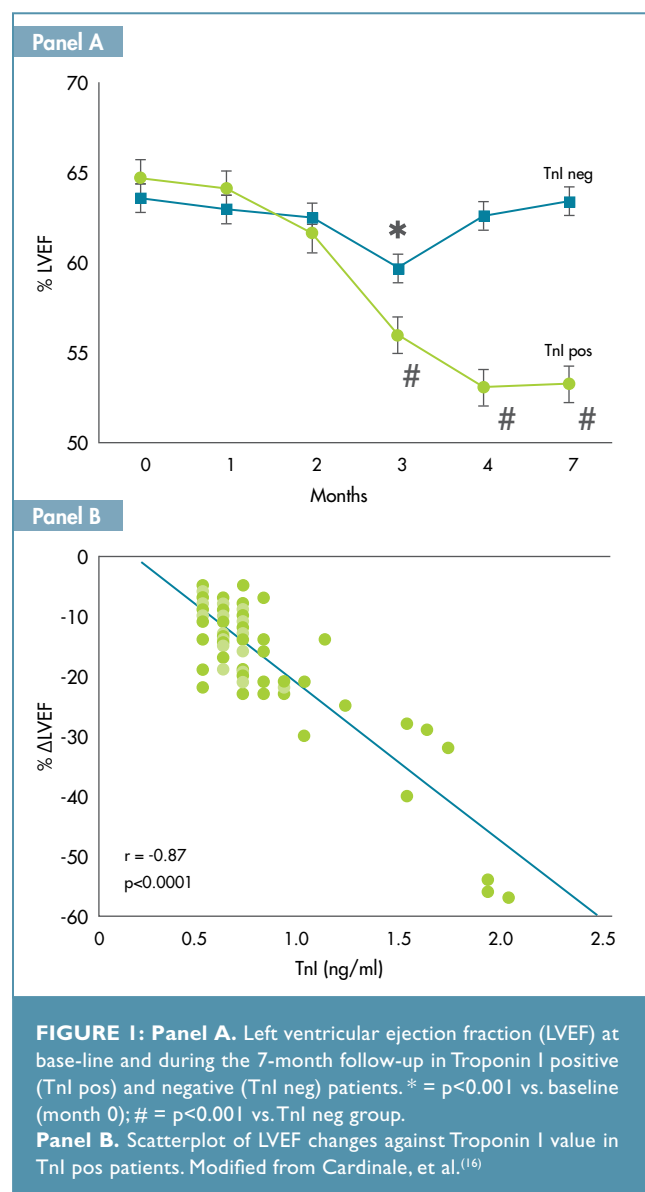 Panel A
70
65
60
55
50
% LVEF
TnI neg
*
TnI pos
#
#
#
0 1 2 3 4 7
Months
Panel B
0
-10
-20
-30
-40
-50
-60
% ΔLVEF
r = -0.87
p<0.0001
0 0.5 1.0 1.5 2.0 2.5
TnI (ng/ml)
FIGURE 1: Panel A. Left ventricular ejection fraction (LVEF) at
base-line and during the 7-month follow-up in Troponin I positive
(TnI pos) and negative (TnI neg) patients. * = p<0.001 vs. baseline
(month 0); # = p<0.001 vs. TnI neg group.
Panel B. Scatterplot of LVEF changes against Troponin I value in
TnI pos patients. Modified from Cardinale, et al.(16)